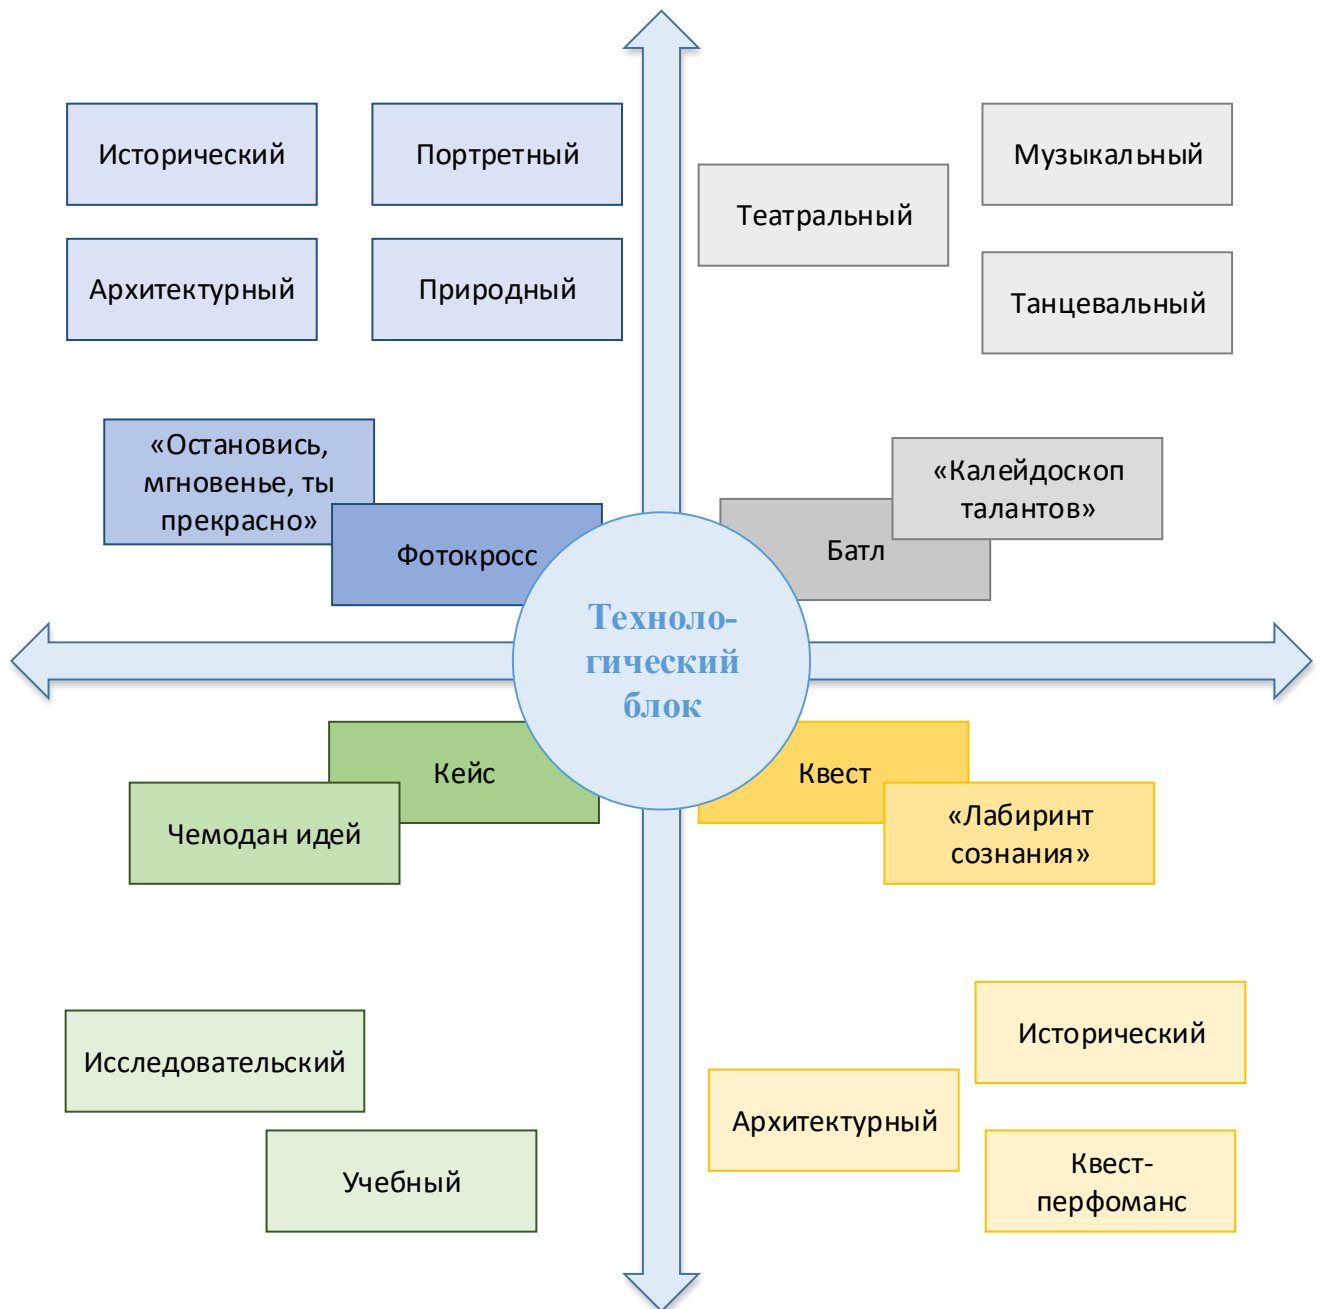 Исторический
Портретный
Архитектурный
Природный
Театральный
Музыкальный
Танцевальный
«Остановись,
мгновенье, ты
прекрасно»
Фотокросс
«Калейдоскоп
талантов»
Батл
Техноло-
гический
блок
Кейс
Чемодан идей
Квест
«Лабиринт
сознания»
Исследовательский
Учебный
Исторический
Архитектурный
Квест-
перфоманс